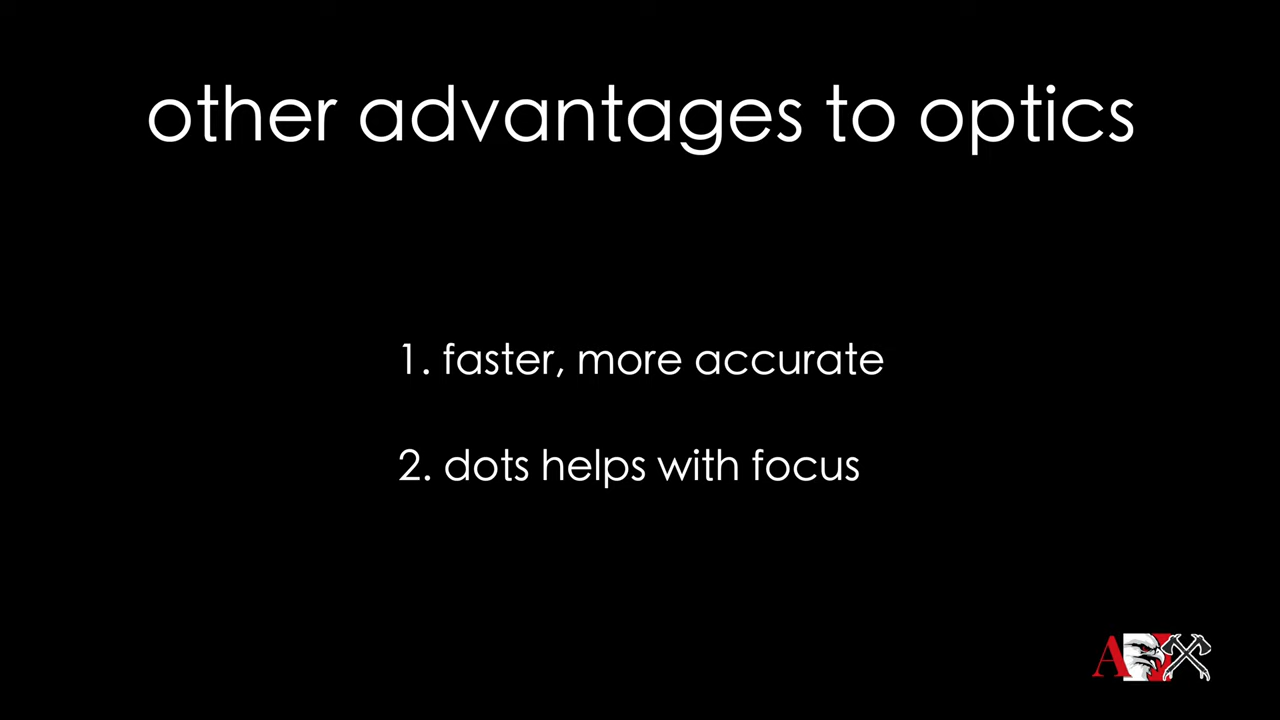 other advantages to optics
1. faster, more accurate
2. dots helps with focus